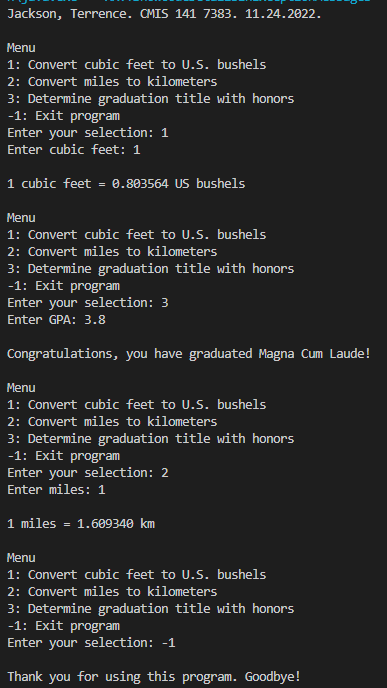 Jackson, Terrence. CMIS 141 7383. 11.24.2022.
Menu
1: Convert cubic feet to U.S. bushels
2: Convert miles to kilometers
3: Determine graduation title with honors
-1: Exit program
Enter your selection: 1
Enter cubic feet: 1
1 cubic feet = 0.803564 US bushels
Menu
1: Convert cubic feet to U.S. bushels
2: Convert miles to kilometers
3: Determine graduation title with honors
-1: Exit program
Enter your selection: 3
Enter GPA: 3.8
Congratulations, you have graduated Magna Cum Laude!
Menu
1: Convert cubic feet to U.S. bushels
2: Convert miles to kilometers
3: Determine graduation title with honors
-1: Exit program
Enter your selection: 2
Enter miles: 1
1 miles = 1.609340 km
Menu
1: Convert cubic feet to U.S. bushels
2: Convert miles to kilometers
3: Determine graduation title with honors
-1: Exit program
Enter your selection: -1
Thank you for using this program. Goodbye!